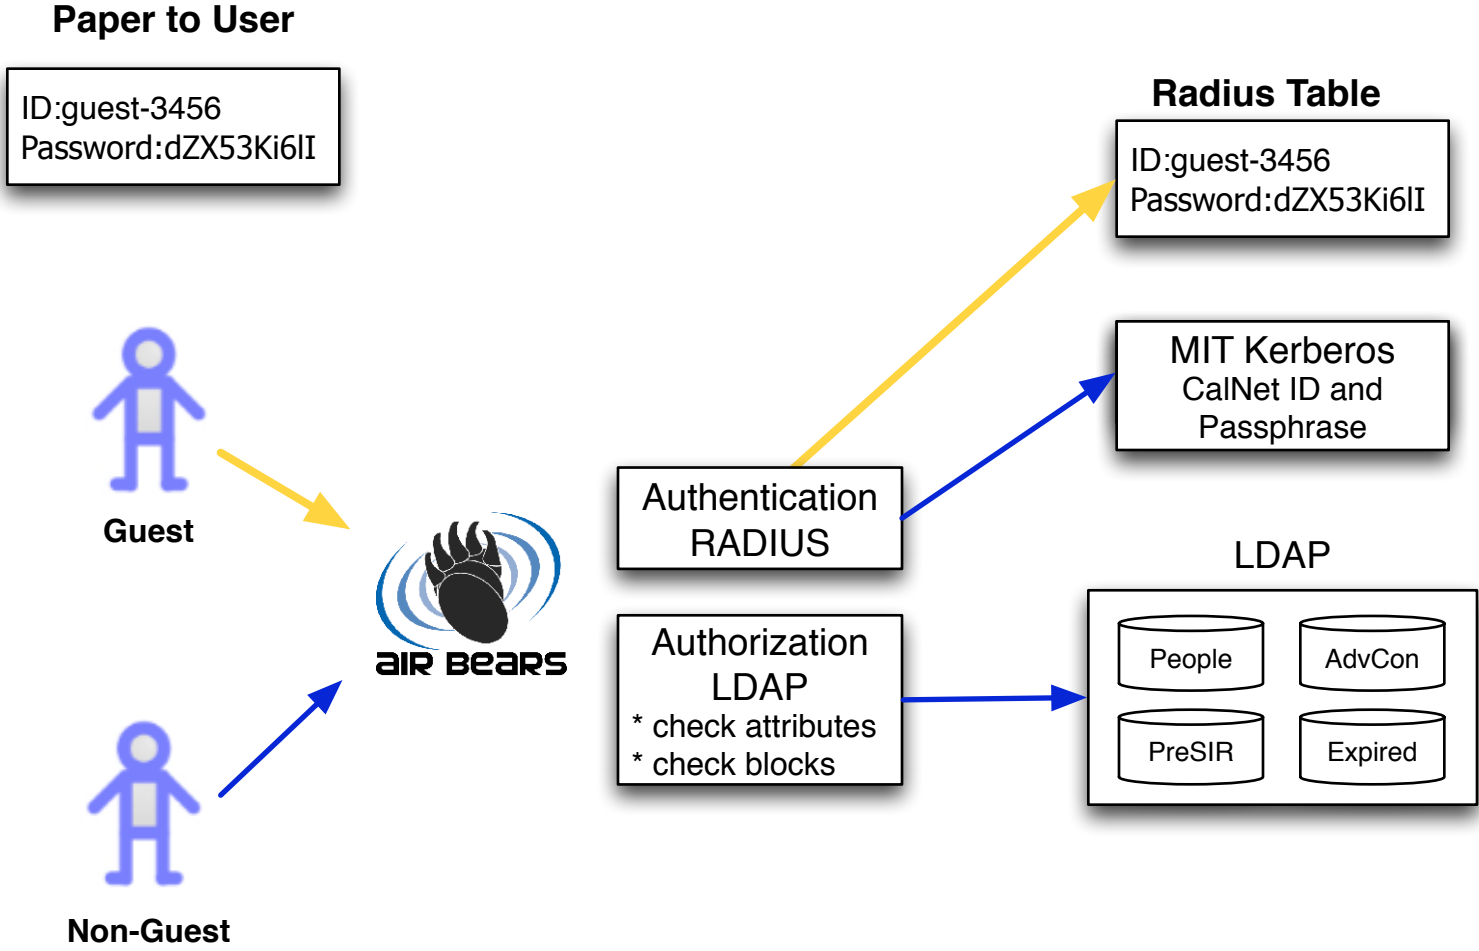 Paper to User
ID:guest-3456
Password:dZX53Ki6lI
Radius Table
ID:guest-3456
Password:dZX53Ki6lI
MIT Kerberos
CalNet ID and
Passphrase
Guest
AIR BEARS
Authentication
RADIUS
Authorization
LDAP
* check attributes
* check blocks
LDAP
People
AdvCon
PreSIR
Expired
Non-Guest